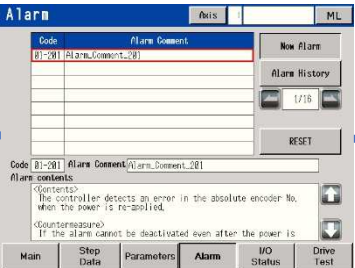 Alarm Axis 1 ML
Code Alarm Comment
01-201 Alarm_Comment_201
Now Alarm
Alarm History
1/16
RESET
Code 01-201 Alarm Comment Alarm_Comment_201
Alarm contents
<Contents>
The controller detects an error in the absolute encoder No.
when the power is re-applied.
<Countermeasure>
If the alarm cannot be deactivated even after the power is
Main Step Data Parameters Alarm I/O Status Drive Test